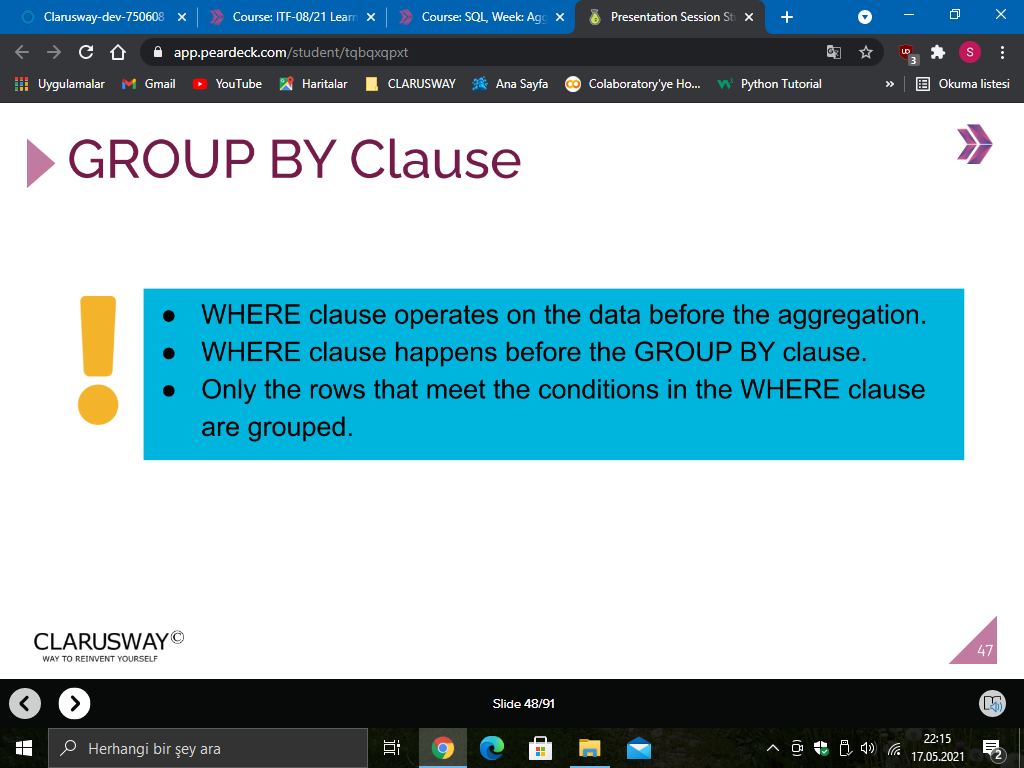 Clarusway-dev-750608
Course: ITF-08/21 Learn
Course: SQL, Week: Agg
Presentation Session St
app.peardeck.com/student/tqbqxqpxt
3
S
Uygulamalar
Gmail
YouTube
Haritalar
CLARUSWAY
Ana Sayfa
Colaboratory'ye Ho...
Python Tutorial
»
Okuma listesi
GROUP BY Clause
● WHERE clause operates on the data before the aggregation.
● WHERE clause happens before the GROUP BY clause.
● Only the rows that meet the conditions in the WHERE clause
are grouped.
CLARUSWAY©
WAY TO REINVENT YOURSELF
47
Slide 48/91
Herhangi bir şey ara
22:15
17.05.2021
2